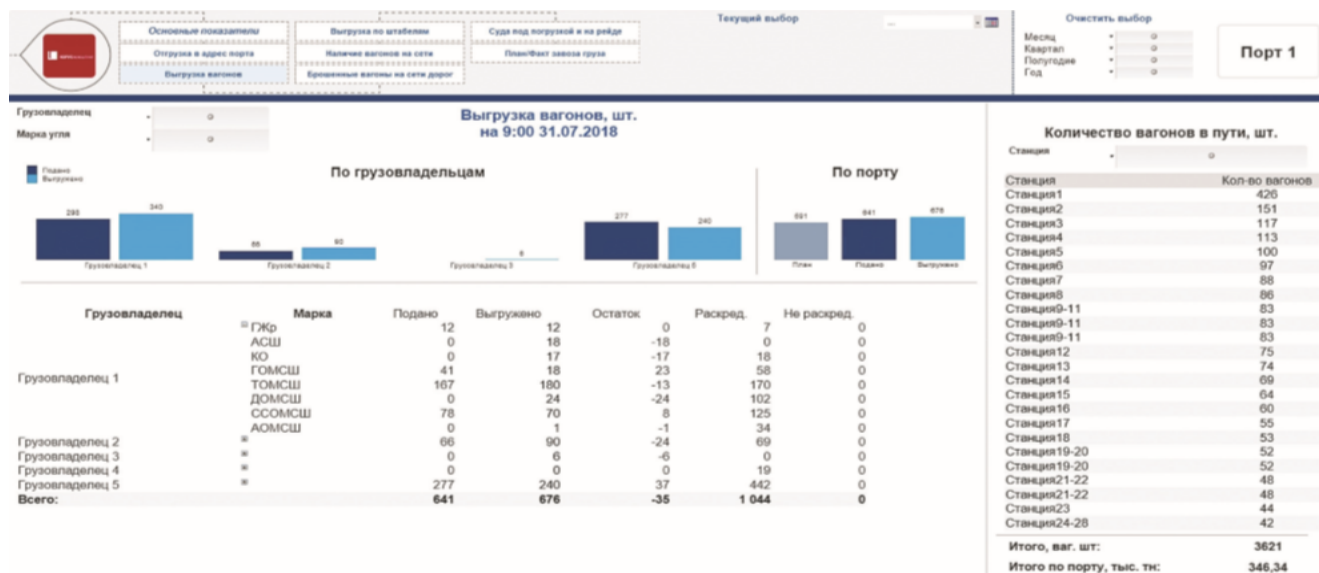 Основные показатели
Выгрузка по штабелям
Суда под погрузкой и на рейде
Отгрузка в адрес порта
Наличие вагонов на сети
План/Факт завоза груза
Выгрузка вагонов
Брошенные вагоны на сети дорог
Текущий выбор
...
Очистить выбор
Месяц
Квартал
Полугодие
Год
Порт 1
Грузовладелец
Марка угля
Выгрузка вагонов, шт.
на 9:00 31.07.2018
Подано
Выгружено
По грузовладельцам
По порту
298 340
Грузовладелец 1
90
Грузовладелец 2
6
Грузовладелец 3
277 240
Грузовладелец 5
691 641 676
План Подано Выгружено
Грузовладелец Марка Подано Выгружено Остаток Раскред. Не раскред.
ГЖр 12 12 0 7 0
АСШ 0 18 -18 0 0
КО 0 17 -17 18 0
ГОМСШ 41 18 23 58 0
Грузовладелец 1
ТОМСШ 167 180 -13 170 0
ДОМСШ 0 24 -24 102 0
ССОМСШ 78 70 8 125 0
АОМСШ 0 1 -1 34 0
Грузовладелец 2 66 90 -24 69 0
Грузовладелец 3 0 6 -6 0 0
Грузовладелец 4 0 0 0 19 0
Грузовладелец 5 277 240 37 442 0
Всего: 641 676 -35 1 044 0
Количество вагонов в пути, шт.
Станция
Станция Кол-во вагонов
Станция1 426
Станция2 151
Станция3 117
Станция4 113
Станция5 100
Станция6 97
Станция7 88
Станция8 86
Станция9-11 83
Станция9-11 83
Станция9-11 83
Станция12 75
Станция13 74
Станция14 69
Станция15 64
Станция16 60
Станция17 55
Станция18 53
Станция19-20 52
Станция19-20 52
Станция21-22 48
Станция21-22 48
Станция23 44
Станция24-28 42
Итого, ваг. шт: 3621
Итого по порту, тыс. тн: 346,34